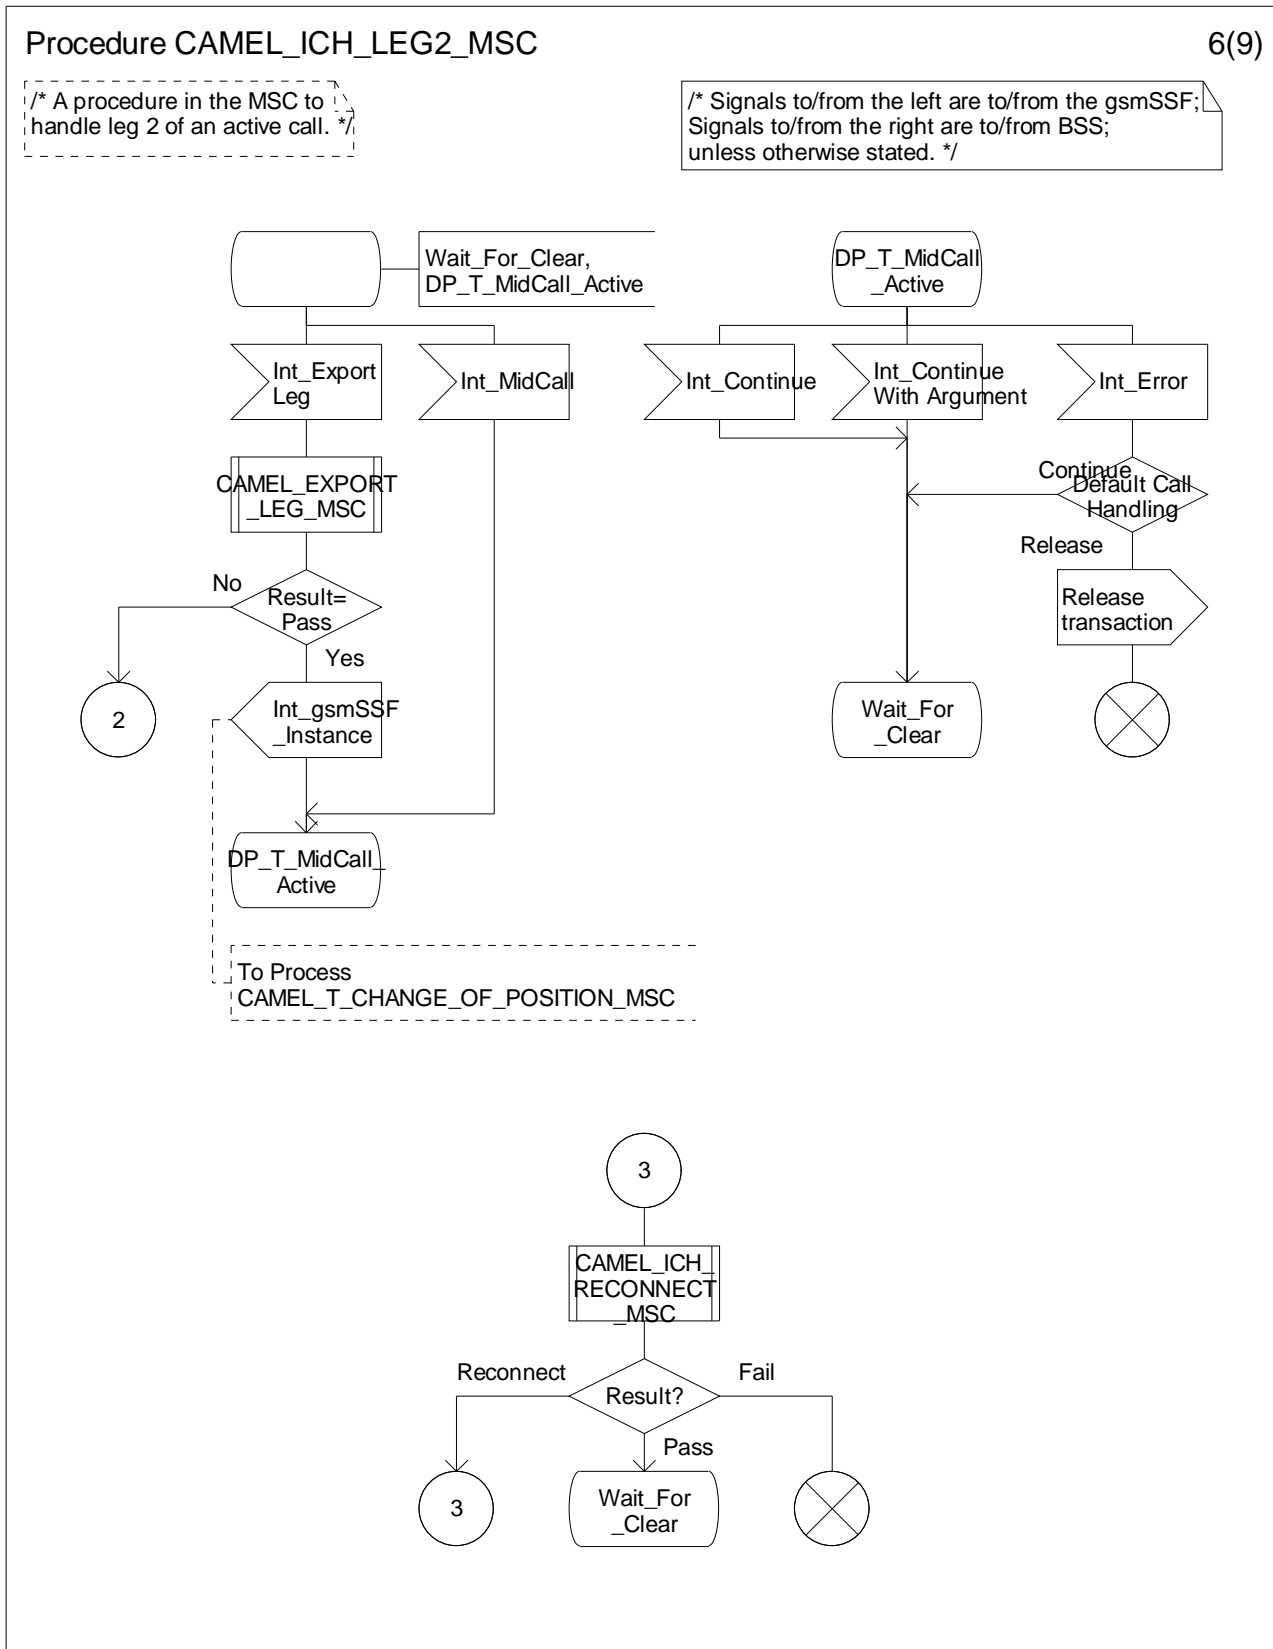 Procedure CAMEL_ICH_LEG2_MSC
6(9)
/* A procedure in the MSC to
handle leg 2 of an active call. */
/* Signals to/from the left are to/from the gsmSSF;
Signals to/from the right are to/from BSS;
unless otherwise stated. */
Wait_For_Clear,
DP_T_MidCall_Active
DP_T_MidCall
_Active
Int_Export
Leg
Int_MidCall
Int_Continue
Int_Continue
With Argument
Int_Error
CAMEL_EXPORT
_LEG_MSC
Continue
Default Call
Handling
Release
No
Result=
Pass
Yes
Release
transaction
2
Int_gsmSSF
_Instance
Wait_For
_Clear
DP_T_MidCall_
Active
To Process
CAMEL_T_CHANGE_OF_POSITION_MSC
3
CAMEL_ICH_
RECONNECT
_MSC
Reconnect
Result?
Fail
Pass
3
Wait_For
_Clear